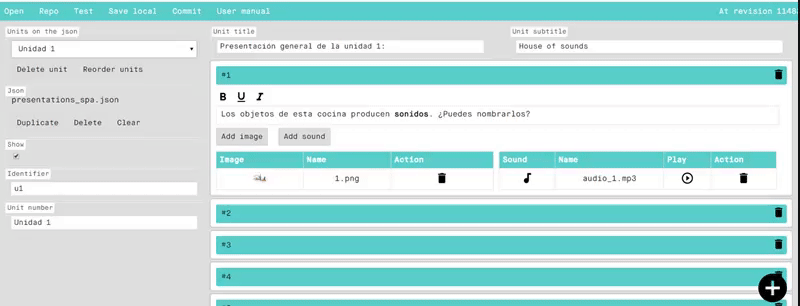 Open Repo Test Save local Commit User manual At revision 1148
Units on the json
Unidad 1
Delete unit Reorder units
Json
presentations_spa.json
Duplicate Delete Clear
Show
Identifier
u1
Unit number
Unidad 1
Unit title
Presentación general de la unidad 1:
Unit subtitle
House of sounds
#1
B U I
Los objetos de esta cocina producen sonidos. ¿Puedes nombrarlos?
Add image Add sound
Image Name Action
1.png
Sound Name Play Action
audio_1.mp3
#2
#3
#4